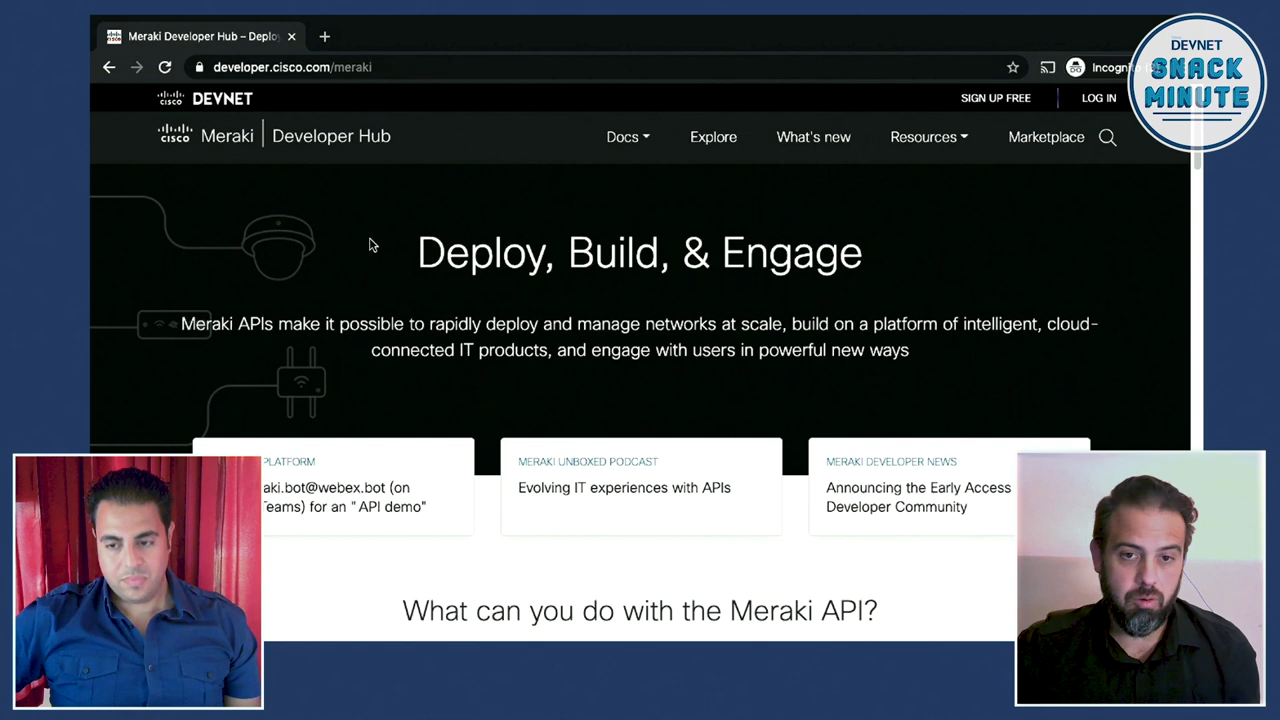 Meraki Developer Hub – Deplo
developer.cisco.com/meraki
DEVNET
SNACK
MINUTE
CISCO DEVNET
SIGN UP FREE
LOG IN
CISCO Meraki | Developer Hub
Docs
Explore
What's new
Resources
Marketplace
Deploy, Build, & Engage
Meraki APIs make it possible to rapidly deploy and manage networks at scale, build on a platform of intelligent, cloud-
connected IT products, and engage with users in powerful new ways
PLATFORM
aki.bot@webex.bot (on
Teams) for an "API demo"
MERAKI UNBOXED PODCAST
Evolving IT experiences with APIs
MERAKI DEVELOPER NEWS
Announcing the Early Access
Developer Community
What can you do with the Meraki API?